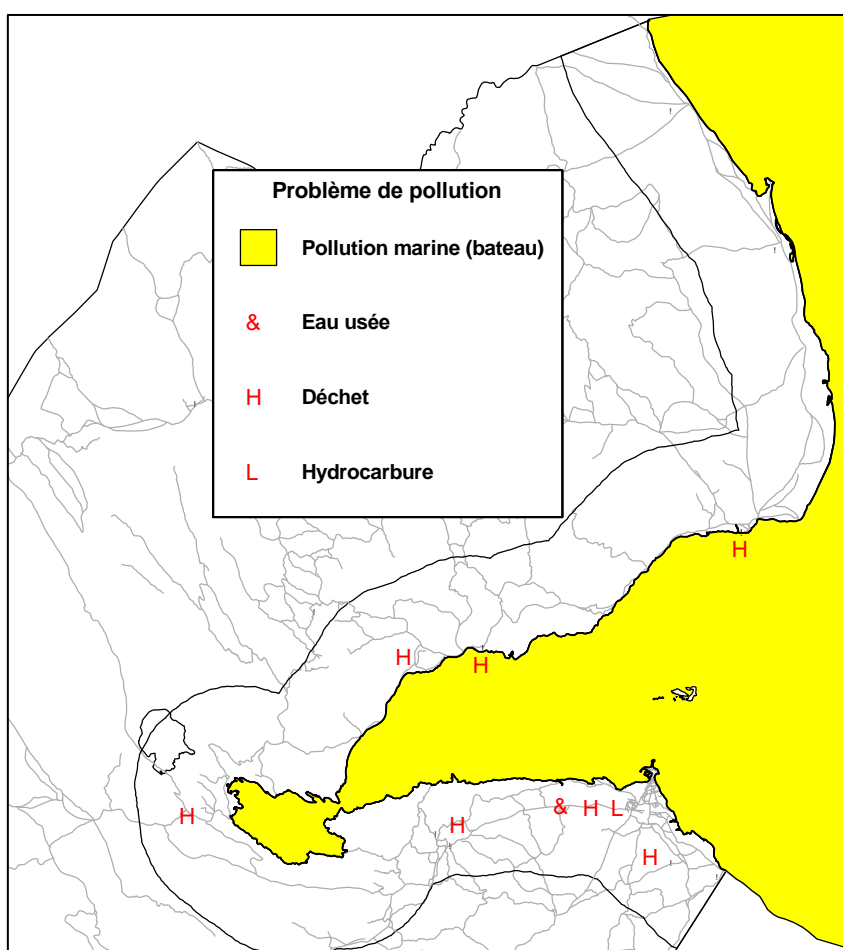 Problème de pollution
Pollution marine (bateau)
& Eau usée
H Déchet
L Hydrocarbure
H
H
H
& H L
H
H
H